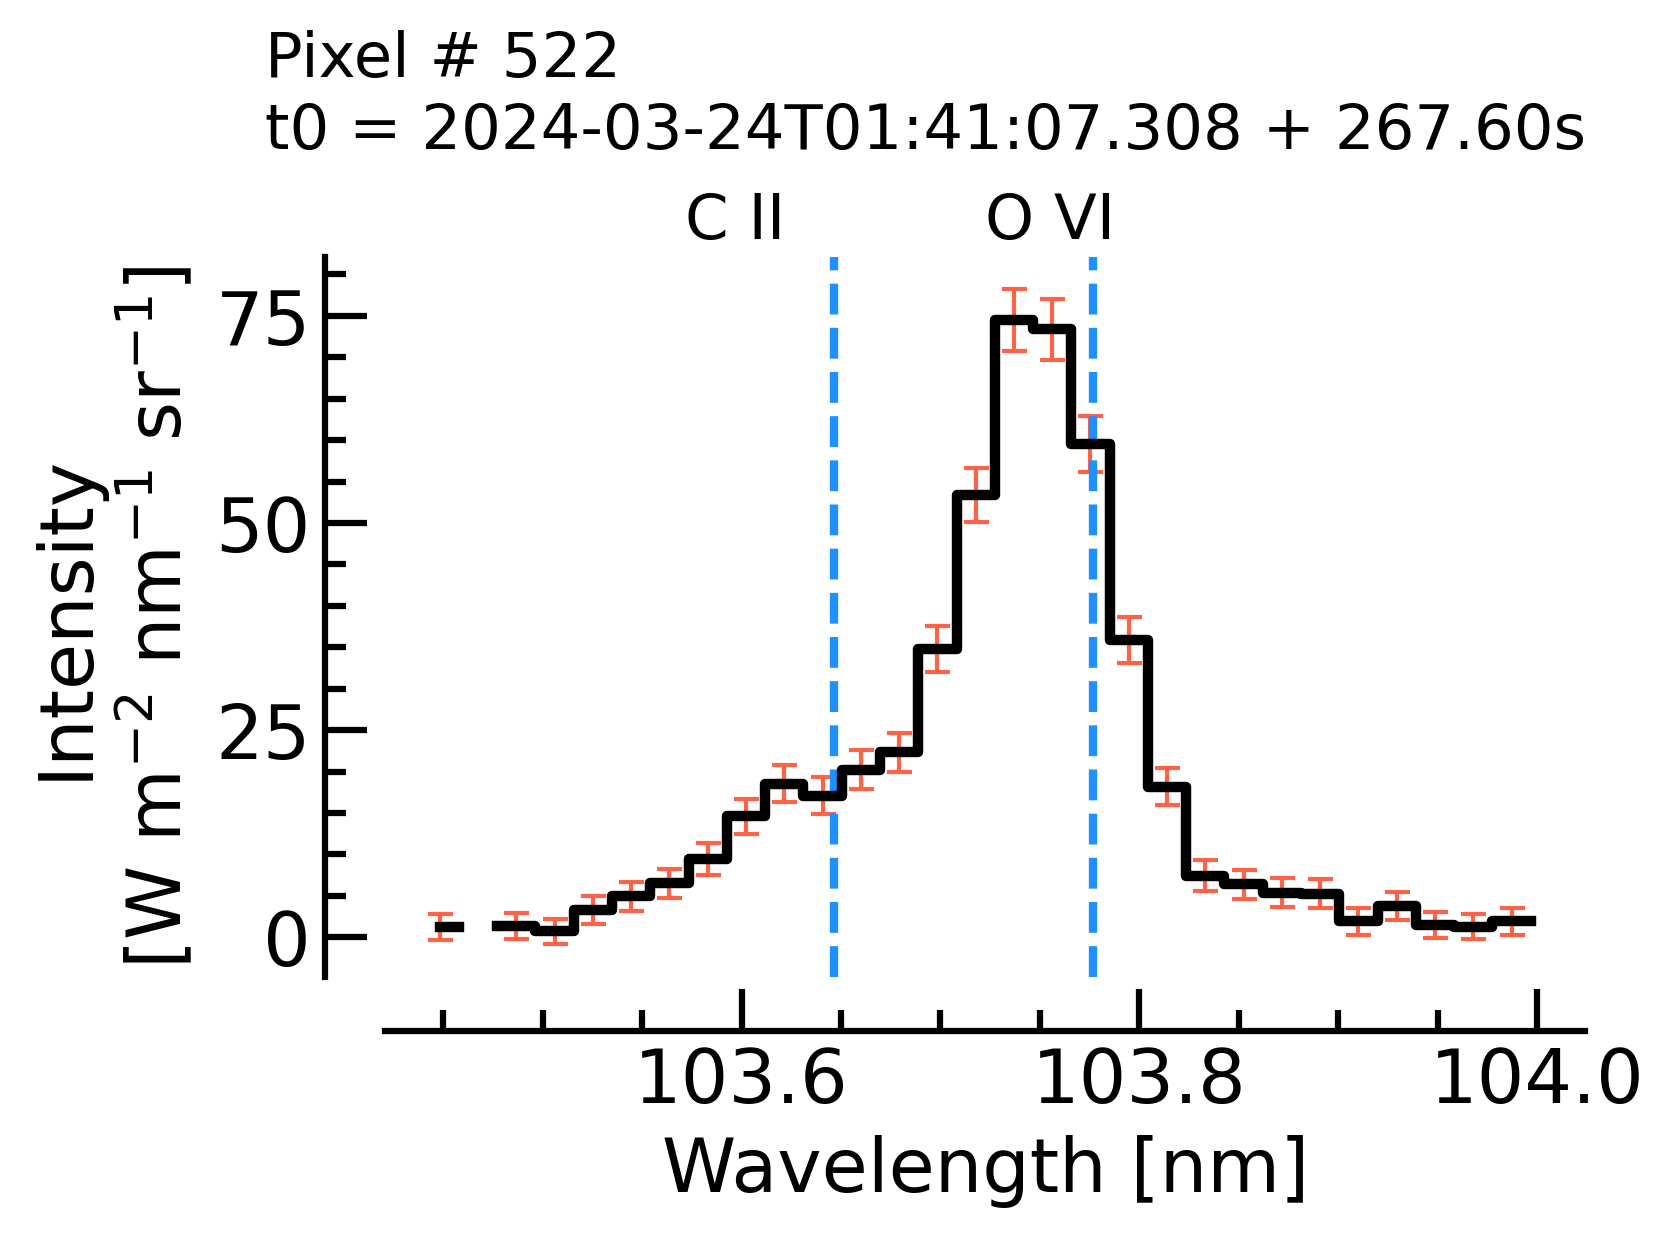 Pixel # 522
t0 = 2024-03-24T01:41:07.308 + 267.60s
C II O VI
Intensity
[W m⁻² nm⁻¹ sr⁻¹]
75
50
25
0
103.6 103.8 104.0
Wavelength [nm]